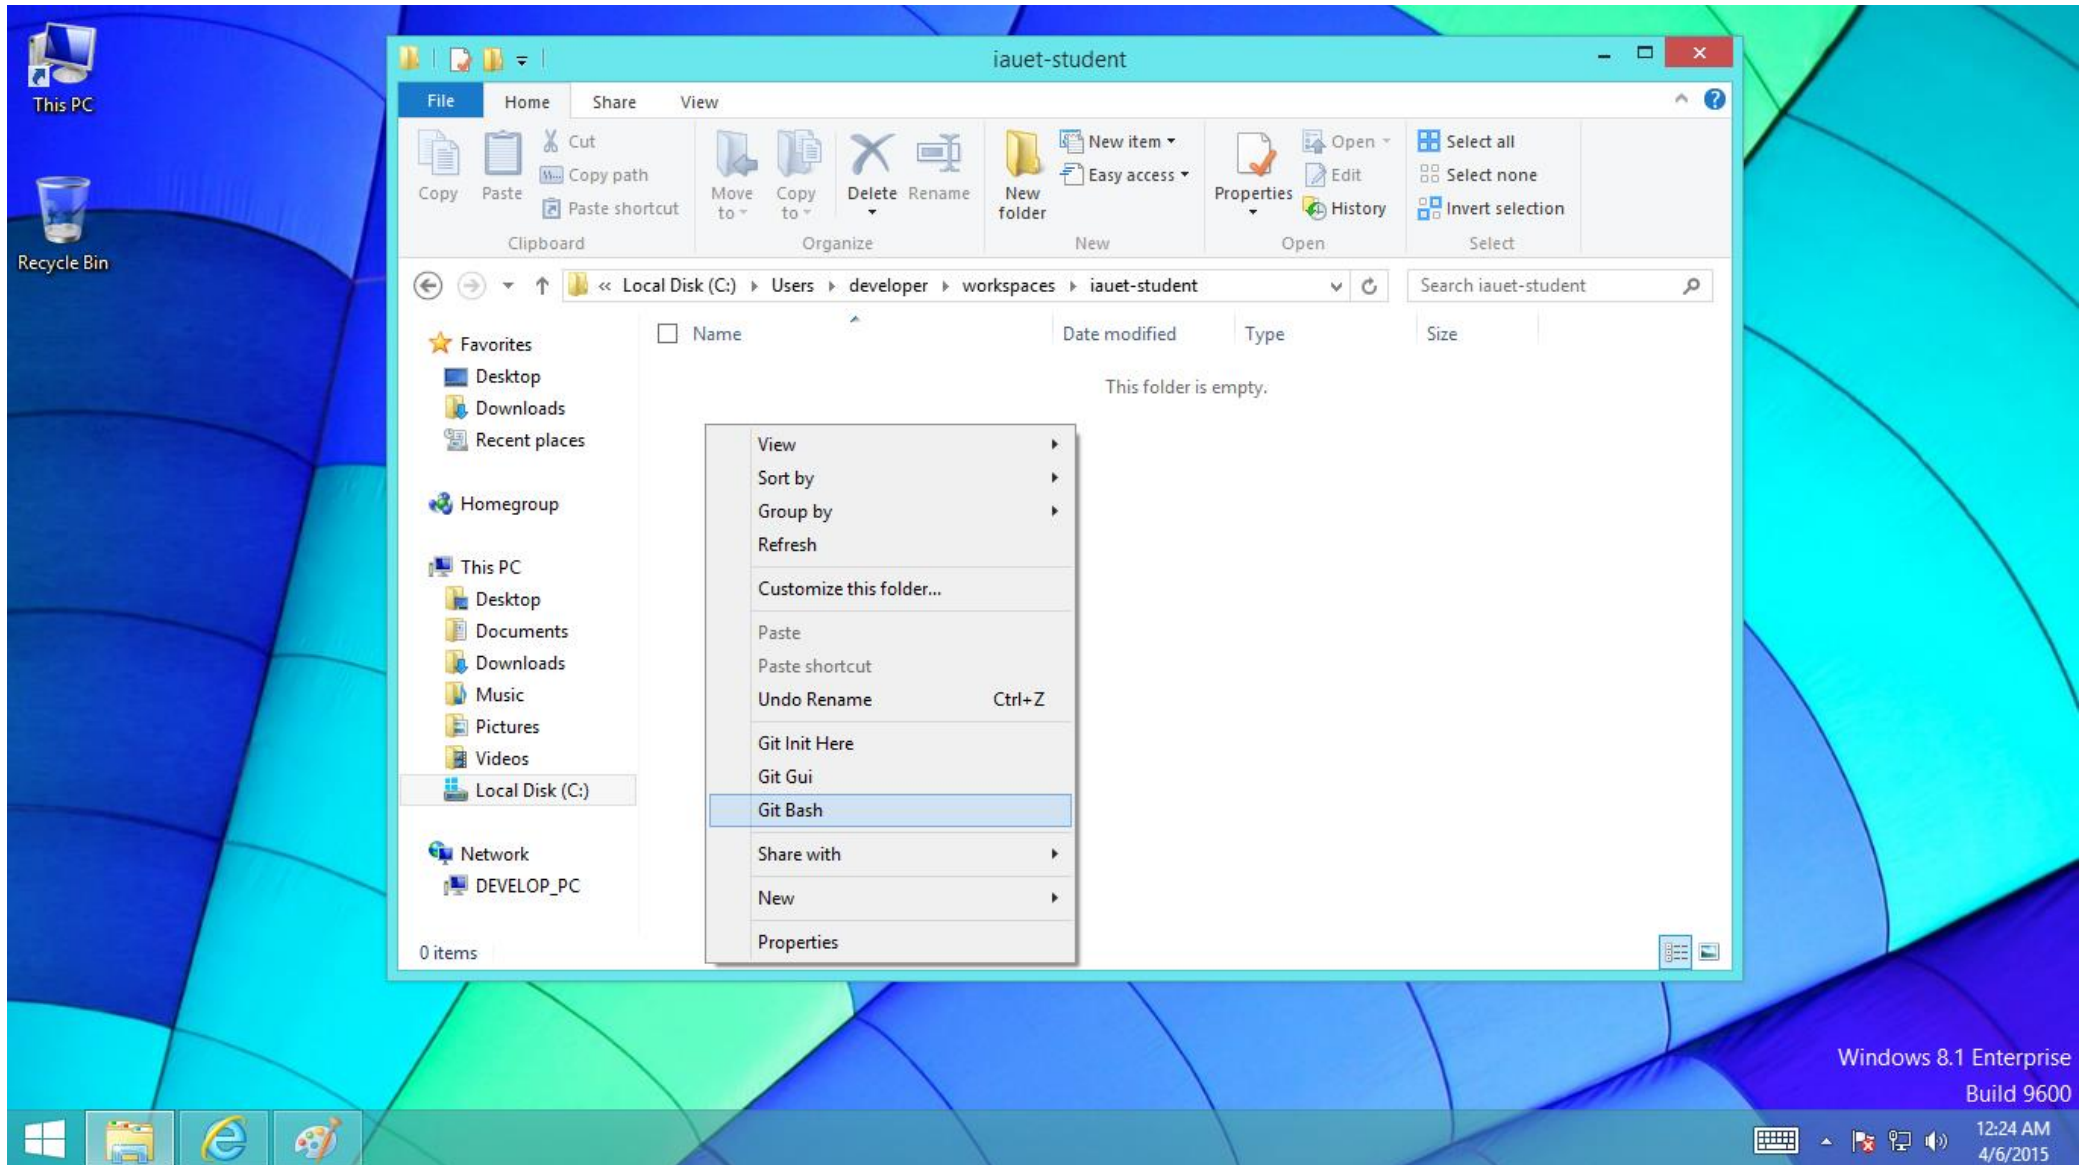 This PC
Recycle Bin
iauet-student
File Home Share View
Copy
Paste
Cut
Copy path
Paste shortcut
Clipboard
Move to
Copy to
Delete
Rename
Organize
New folder
New item
Easy access
New
Properties
Open
Edit
History
Open
Select all
Select none
Invert selection
Select
« Local Disk (C:) Users developer workspaces iauet-student
Search iauet-student
Name Date modified Type Size
This folder is empty.
Favorites
Desktop
Downloads
Recent places
Homegroup
This PC
Desktop
Documents
Downloads
Music
Pictures
Videos
Local Disk (C:)
Network
DEVELOP_PC
0 items
View
Sort by
Group by
Refresh
Customize this folder...
Paste
Paste shortcut
Undo Rename Ctrl+Z
Git Init Here
Git Gui
Git Bash
Share with
New
Properties
Windows 8.1 Enterprise
Build 9600
12:24 AM
4/6/2015